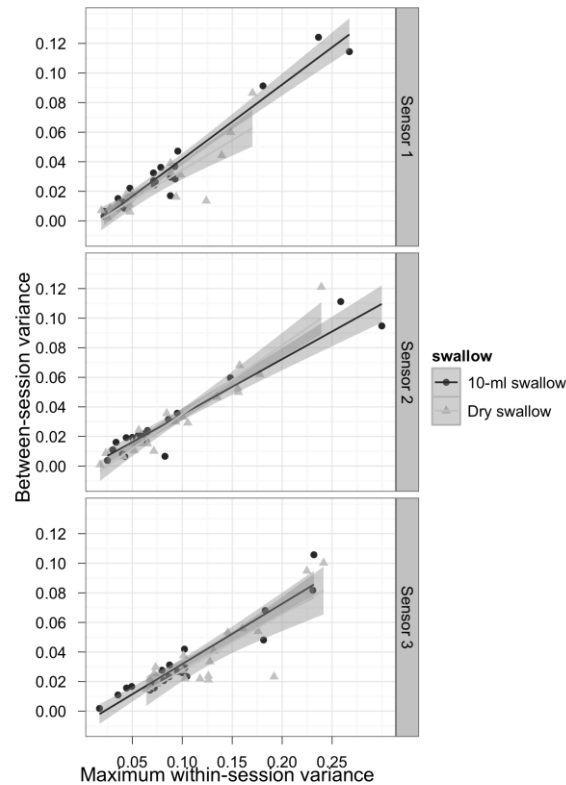 0.12
0.10
0.08
0.06
0.04
0.02
0.00
Sensor 1
0.12
0.10
0.08
0.06
0.04
0.02
0.00
Sensor 2
0.12
0.10
0.08
0.06
0.04
0.02
0.00
Sensor 3
Between-session variance
0.05 0.10 0.15 0.20 0.25
Maximum within-session variance
swallow
10-ml swallow
Dry swallow